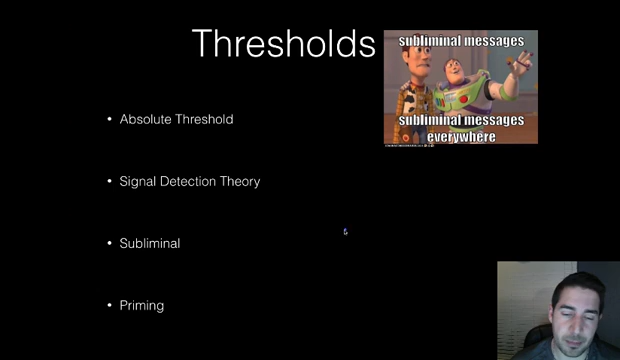 Thresholds
subliminal messages
subliminal messages
everywhere
• Absolute Threshold
• Signal Detection Theory
• Subliminal
• Priming